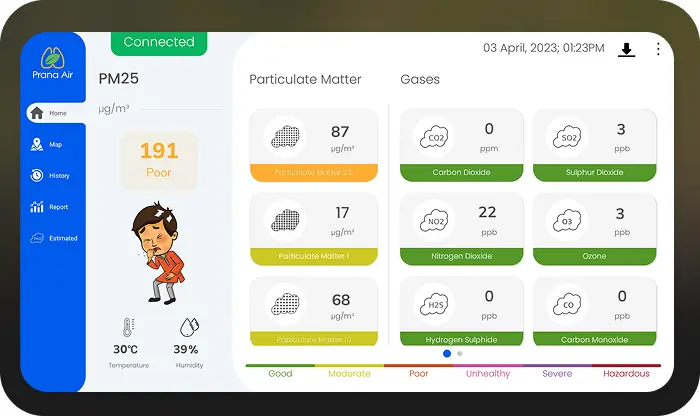 Connected
03 April, 2023; 01:23PM
Prana Air
PM25
µg/m³
191
Poor
30℃
Temperature
39%
Humidity
Home
Map
History
Report
Estimated
Particulate Matter
87
µg/m³
Particulate Matter 2.5
17
µg/m³
Particulate Matter 1
68
µg/m³
Particulate Matter 10
Gases
CO2
0
ppm
Carbon Dioxide
SO2
3
ppb
Sulphur Dioxide
NO2
22
ppb
Nitrogen Dioxide
O3
3
ppb
Ozone
H2S
0
ppb
Hydrogen Sulphide
CO
0
ppb
Carbon Monoxide
Good
Moderate
Poor
Unhealthy
Severe
Hazardous